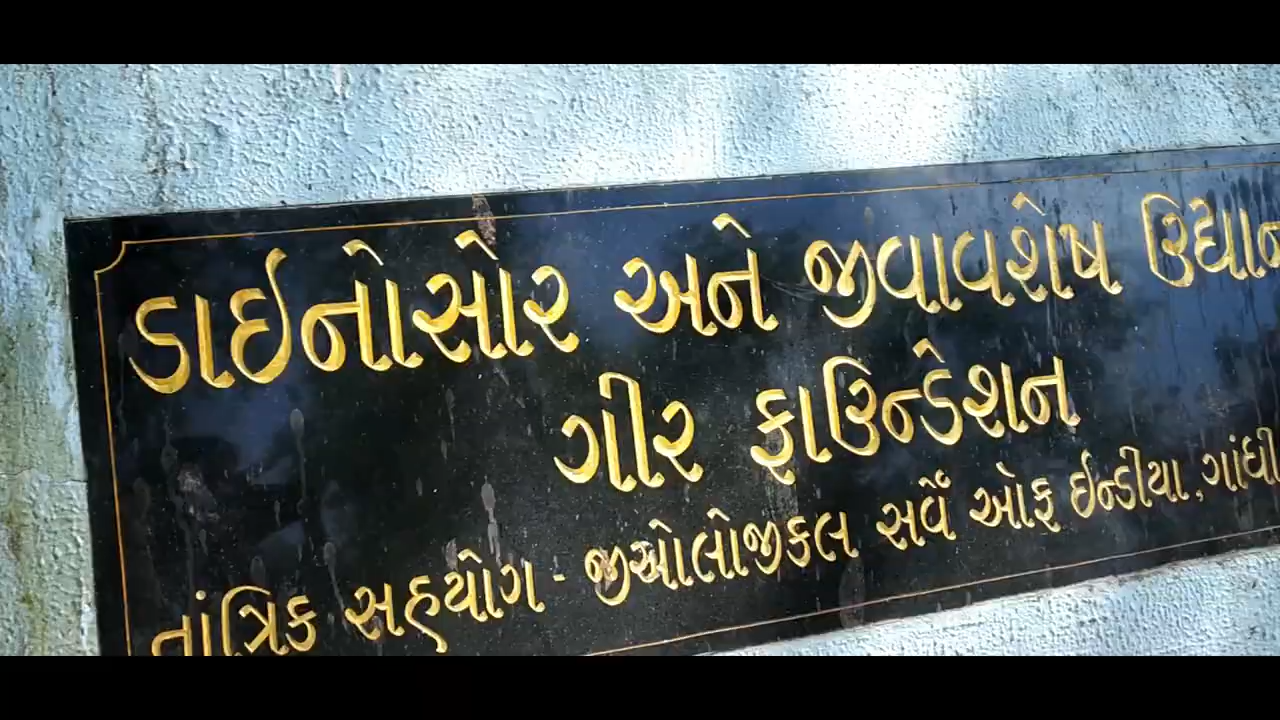 ડાઈનોસોર અને જીવાવશેષ ઉદ્યાન
ગીર ફાઉન્ડેશન
તાંત્રિક સહયોગ - જીઓલોજીકલ સર્વે ઓફ ઈન્ડીયા, ગાંધી